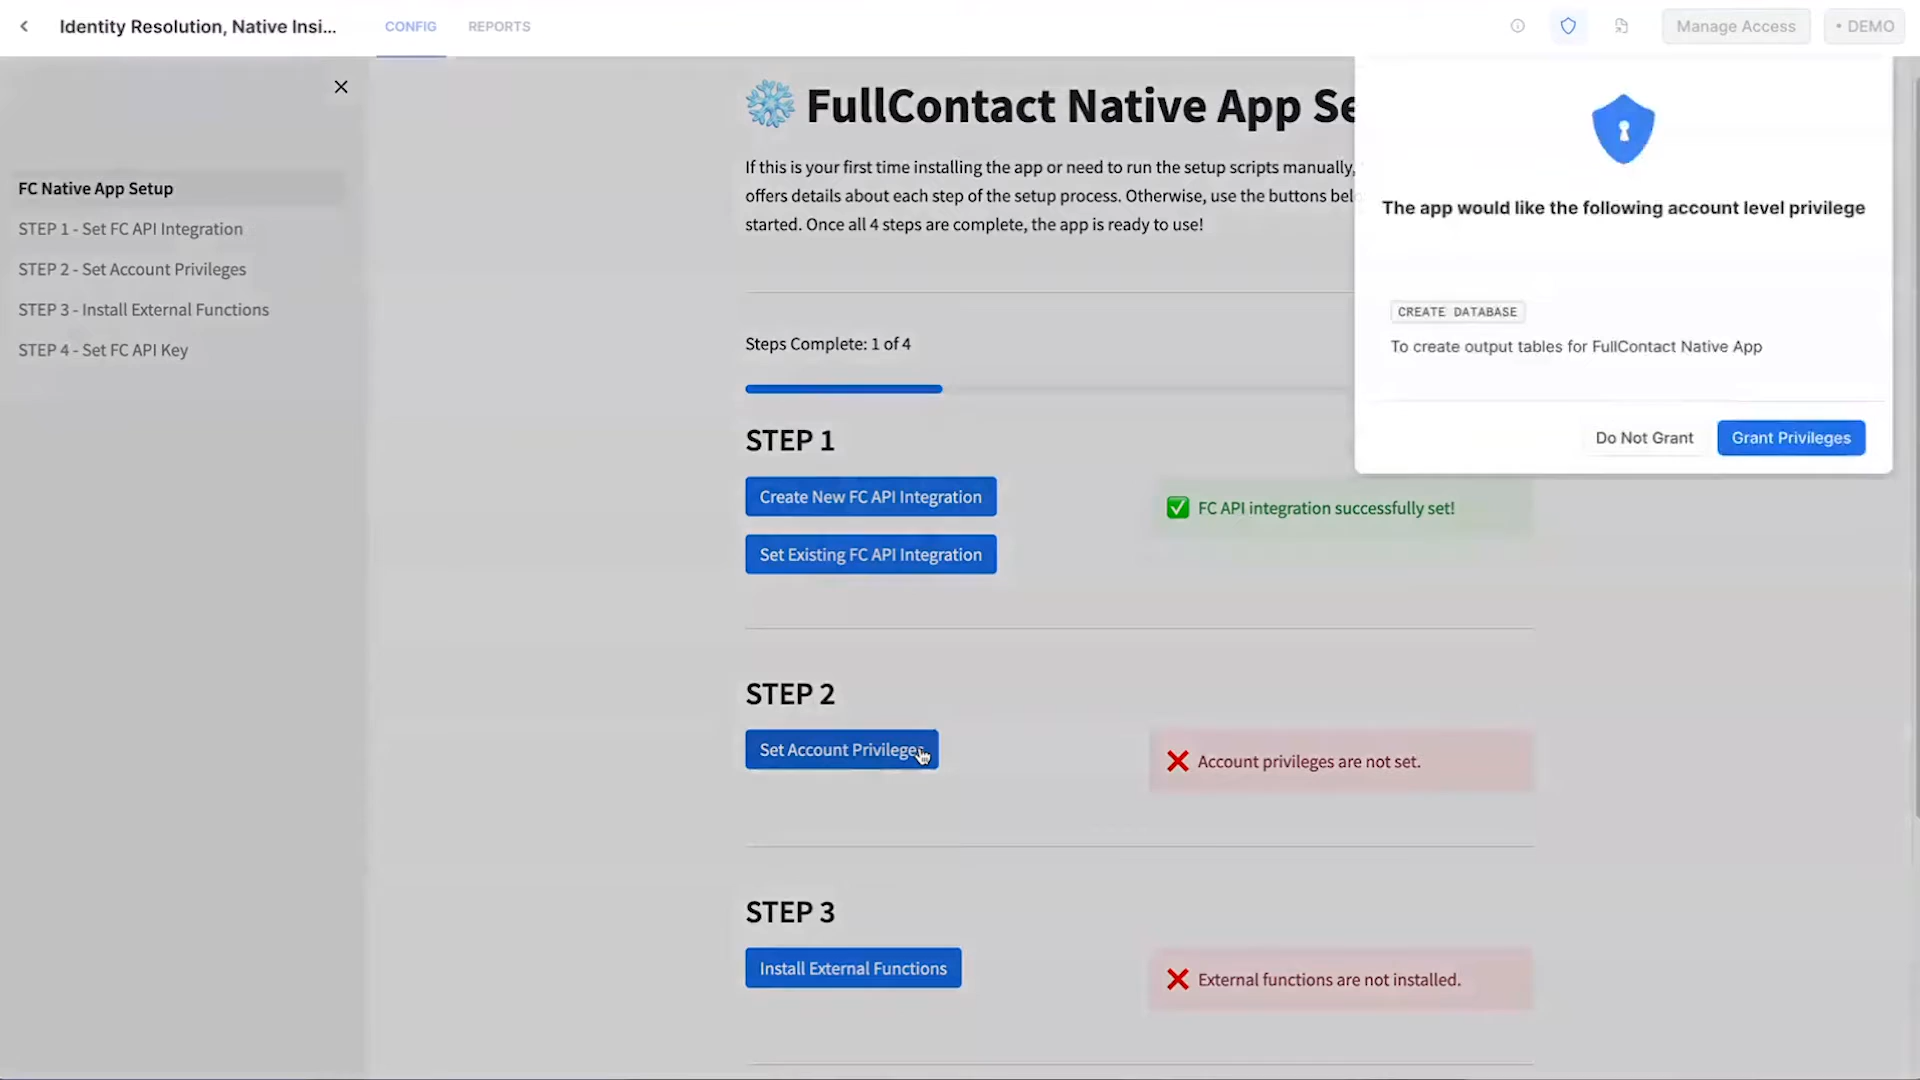 Identity Resolution, Native Insi...
CONFIG
REPORTS
Manage Access
• DEMO
FC Native App Setup
STEP 1 - Set FC API Integration
STEP 2 - Set Account Privileges
STEP 3 - Install External Functions
STEP 4 - Set FC API Key
FullContact Native App Se
If this is your first time installing the app or need to run the setup scripts manually,
offers details about each step of the setup process. Otherwise, use the buttons bel
started. Once all 4 steps are complete, the app is ready to use!
Steps Complete: 1 of 4
STEP 1
Create New FC API Integration
FC API integration successfully set!
Set Existing FC API Integration
STEP 2
Set Account Privileges
Account privileges are not set.
STEP 3
Install External Functions
External functions are not installed.
The app would like the following account level privilege
CREATE DATABASE
To create output tables for FullContact Native App
Do Not Grant
Grant Privileges